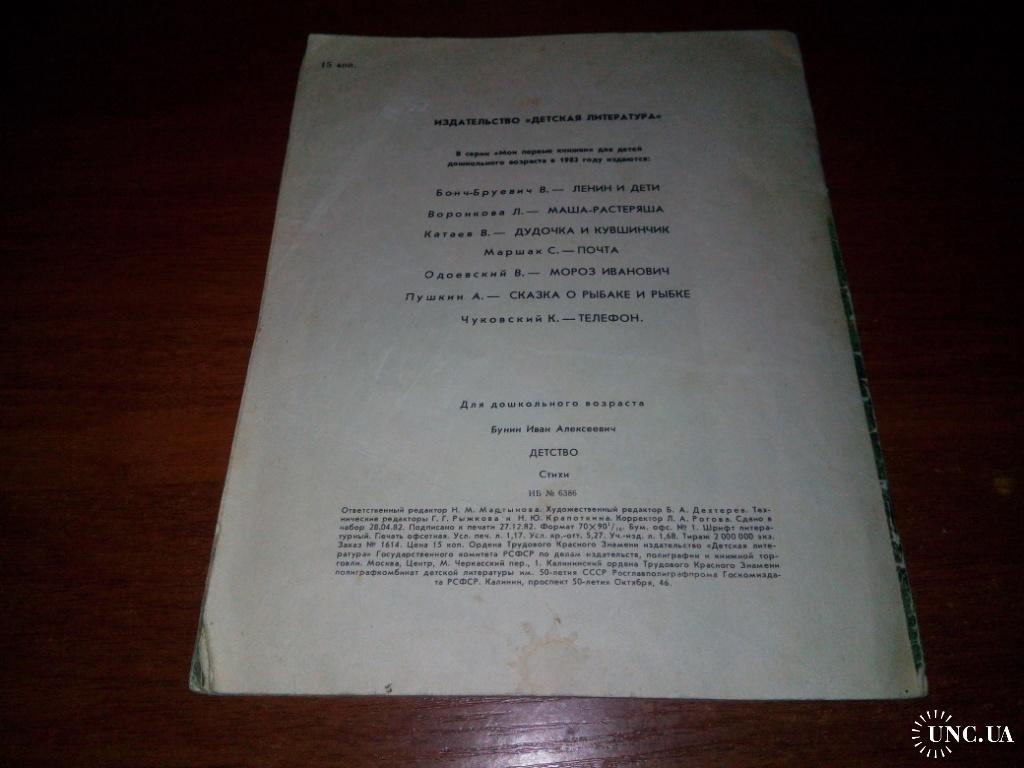 15 коп.
ИЗДАТЕЛЬСТВО «ДЕТСКАЯ ЛИТЕРАТУРА»
В серии «Мои первые книжки» для детей
дошкольного возраста в 1983 году издаются:
Бонч-Бруевич В. — ЛЕНИН И ДЕТИ
Воронкова Л. — МАША-РАСТЕРЯША
Катаев В. — ДУДОЧКА И КУВШИНЧИК
Маршак С. — ПОЧТА
Одоевский В. — МОРОЗ ИВАНОВИЧ
Пушкин А. — СКАЗКА О РЫБАКЕ И РЫБКЕ
Чуковский К. — ТЕЛЕФОН.
Для дошкольного возраста
Бунин Иван Алексеевич
ДЕТСТВО
Стихи
ИБ № 6386
Ответственный редактор Н. М. Мартынова. Художественный редактор Б. А. Дехтерев. Тех-
нические редакторы Г. Г. Рыжкова и Н. Ю. Крапоткина. Корректор Л. А. Рогова. Сдано в
набор 28.04.82. Подписано к печати 27.12.82. Формат 70×90¹/₁₆. Бум. офс. № 1. Шрифт литера-
турный. Печать офсетная. Усл. печ. л. 1,17. Усл. кр.-отт. 5,27. Уч.-изд. л. 1,68. Тираж 2 000 000 экз.
Заказ № 1614. Цена 15 коп. Ордена Трудового Красного Знамени издательство «Детская лите-
ратура» Государственного комитета РСФСР по делам издательств, полиграфии и книжной тор-
говли. Москва, Центр, М. Черкасский пер., 1. Калининский ордена Трудового Красного Знамени
полиграфкомбинат детской литературы им. 50-летия СССР Росглавполиграфпрома Госкомизда-
та РСФСР. Калинин, проспект 50-летия Октября, 46.
UNC.UA